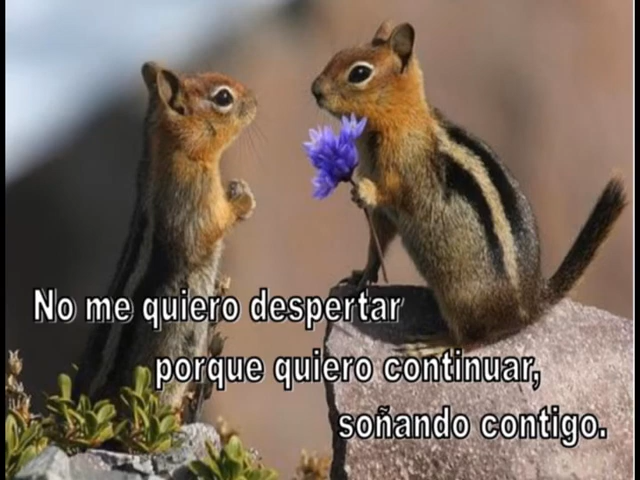 No me quiero despertar
porque quiero continuar,
soñando contigo.